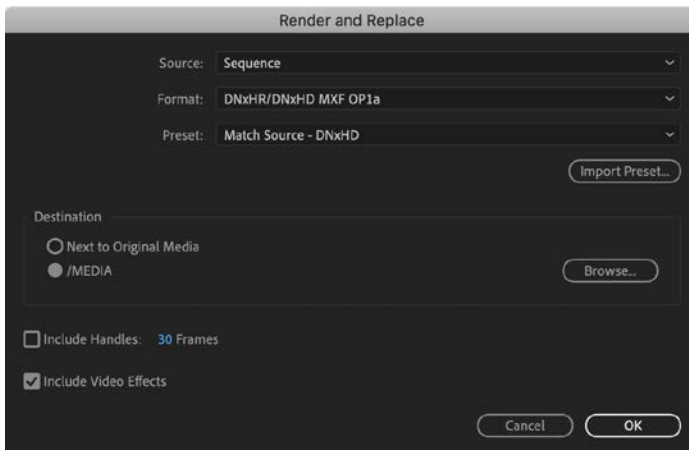 Render and Replace
Source: Sequence
Format: DNxHR/DNxHD MXF OP1a
Preset: Match Source - DNxHD
Import Preset...
Destination
Next to Original Media
/MEDIA
Browse...
Include Handles: 30 Frames
Include Video Effects
Cancel OK